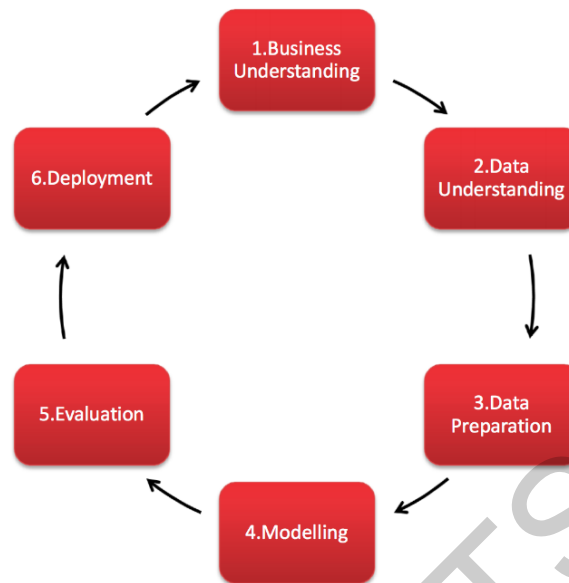 1.Business
Understanding
2.Data
Understanding
3.Data
Preparation
4.Modelling
5.Evaluation
6.Deployment